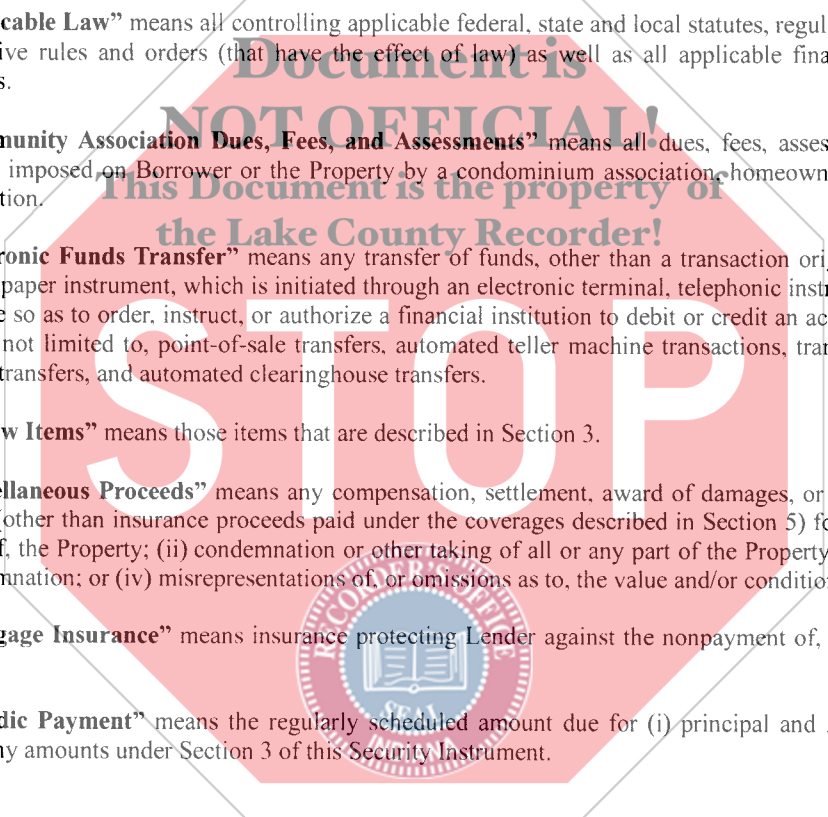 cable Law” means all controlling applicable federal, state and local statutes, regul
ive rules and orders (that have the effect of law) as well as all applicable fina
s.
Document is
NOT OFFICIAL!
This Document is the property of
the Lake County Recorder!
munity Association Dues, Fees, and Assessments” means all dues, fees, asses
imposed on Borrower or the Property by a condominium association, homeown
tion.
ronic Funds Transfer” means any transfer of funds, other than a transaction ori
paper instrument, which is initiated through an electronic terminal, telephonic inst
e so as to order, instruct, or authorize a financial institution to debit or credit an ac
not limited to, point-of-sale transfers, automated teller machine transactions, tran
transfers, and automated clearinghouse transfers.
STOP
w Items” means those items that are described in Section 3.
ellaneous Proceeds” means any compensation, settlement, award of damages, or
(other than insurance proceeds paid under the coverages described in Section 5) fo
f, the Property; (ii) condemnation or other taking of all or any part of the Property
mnation; or (iv) misrepresentations of, or omissions as to, the value and/or conditio
RECORDER'S OFFICE
SEAL
gage Insurance” means insurance protecting Lender against the nonpayment of,
dic Payment” means the regularly scheduled amount due for (i) principal and
ny amounts under Section 3 of this Security Instrument.